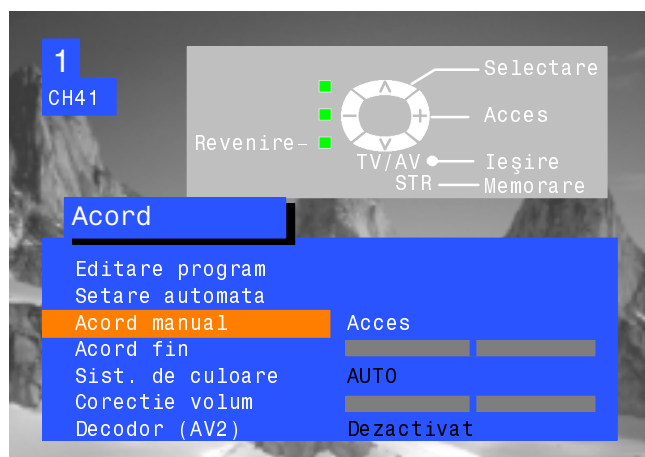 1
CH41
Selectare
Acces
Revenire
TV/AV Ieşire
STR Memorare
Acord
Editare program
Setare automata
Acord manual Acces
Acord fin
Sist. de culoare AUTO
Corectie volum
Decodor (AV2) Dezactivat